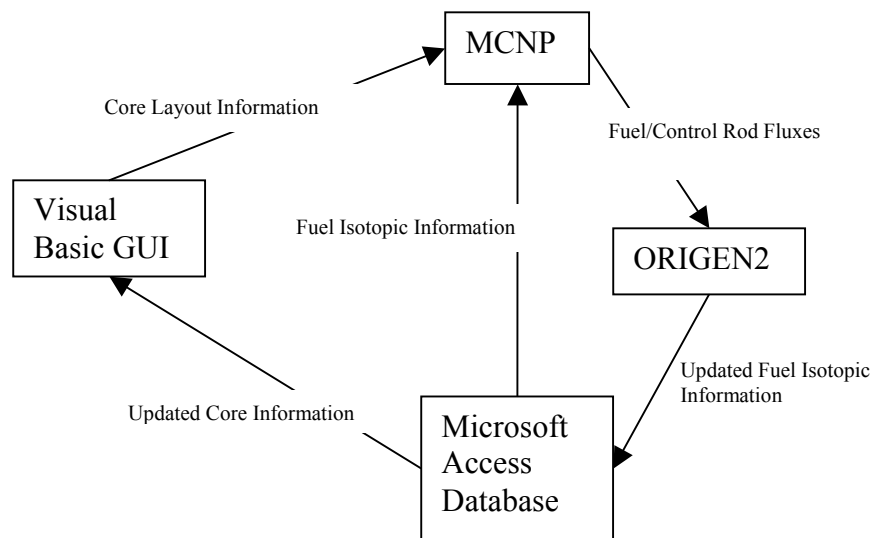 MCNP
Core Layout Information
Fuel/Control Rod Fluxes
Visual
Basic GUI
Fuel Isotopic Information
ORIGEN2
Updated Fuel Isotopic
Information
Updated Core Information
Microsoft
Access
Database